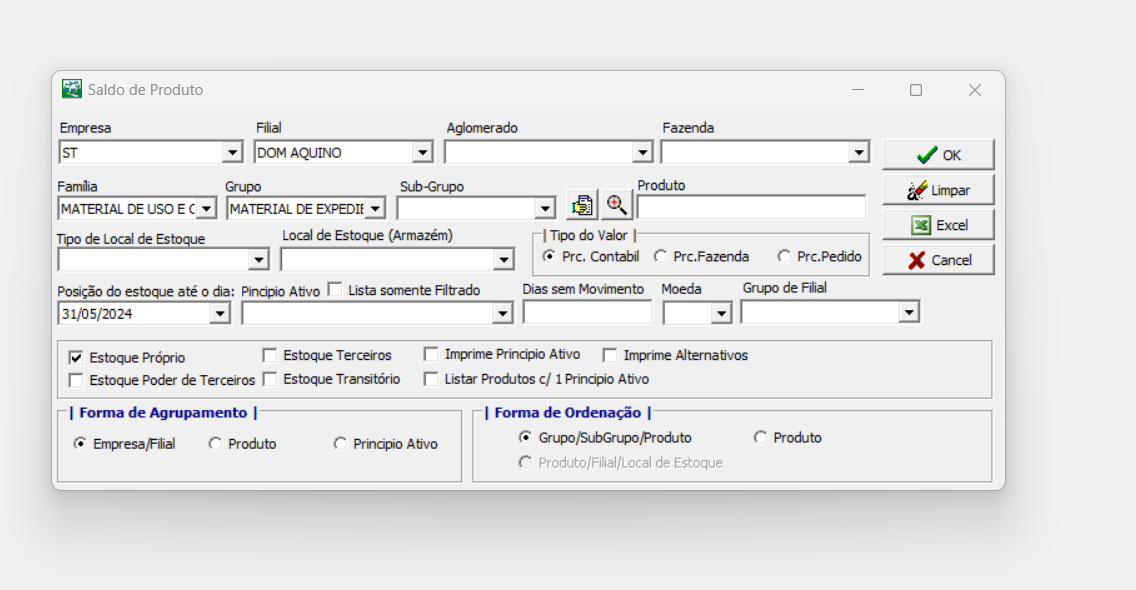 Saldo de Produto
Empresa Filial Aglomerado Fazenda
ST DOM AQUINO OK
Família Grupo Sub-Grupo Produto Limpar
MATERIAL DE USO E C MATERIAL DE EXPEDIE
Tipo de Local de Estoque Local de Estoque (Armazém) | Tipo do Valor | Excel
Prc. Contabil Prc.Fazenda Prc.Pedido Cancel
Posição do estoque até o dia: Pincipio Ativo Lista somente Filtrado Dias sem Movimento Moeda Grupo de Filial
31/05/2024
Estoque Próprio Estoque Terceiros Imprime Principio Ativo Imprime Alternativos
Estoque Poder de Terceiros Estoque Transitório Listar Produtos c/ 1 Principio Ativo
| Forma de Agrupamento | | Forma de Ordenação |
Empresa/Filial Produto Principio Ativo Grupo/SubGrupo/Produto Produto
Produto/Filial/Local de Estoque